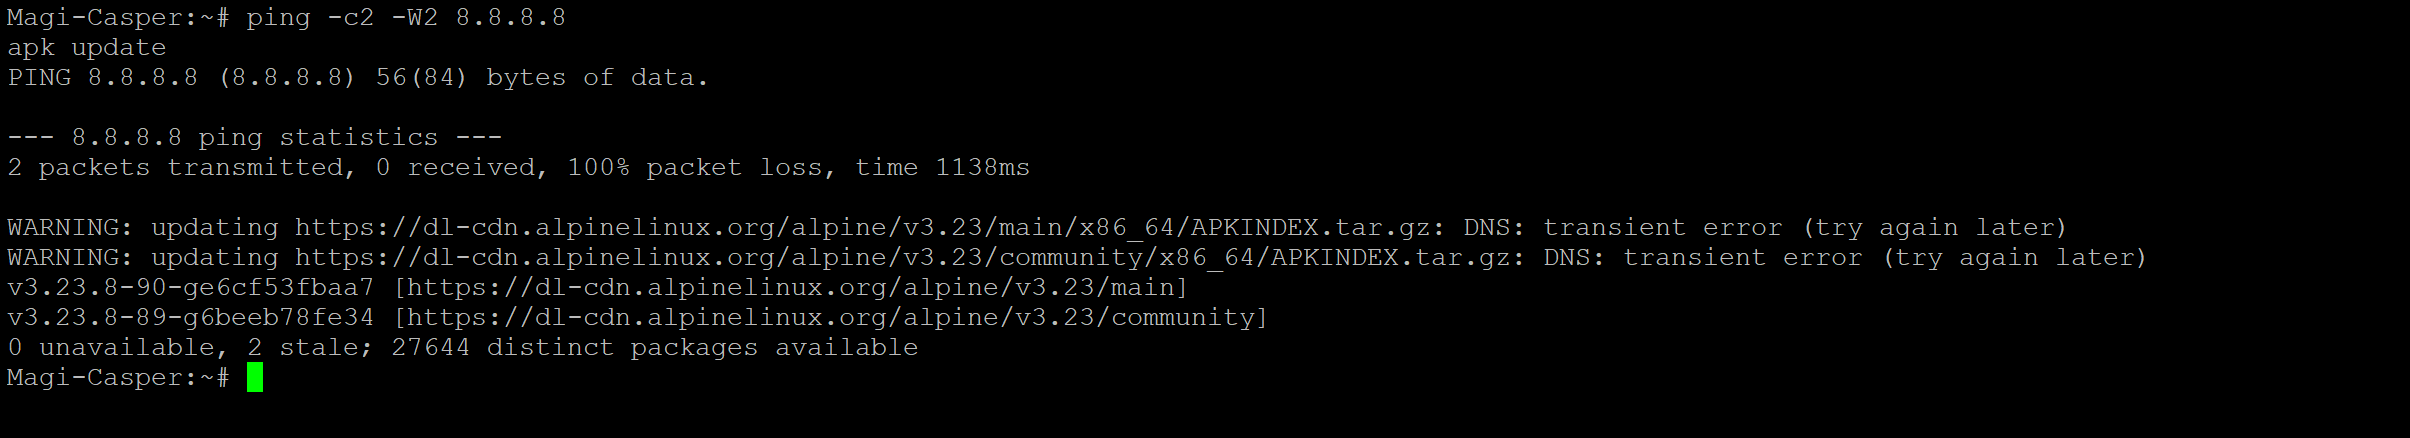 Magi-Casper:~# ping -c2 -W2 8.8.8.8
apk update
PING 8.8.8.8 (8.8.8.8) 56(84) bytes of data.
--- 8.8.8.8 ping statistics ---
2 packets transmitted, 0 received, 100% packet loss, time 1138ms
WARNING: updating https://dl-cdn.alpinelinux.org/alpine/v3.23/main/x86_64/APKINDEX.tar.gz: DNS: transient error (try again later)
WARNING: updating https://dl-cdn.alpinelinux.org/alpine/v3.23/community/x86_64/APKINDEX.tar.gz: DNS: transient error (try again later)
v3.23.8-90-ge6cf53fbaa7 [https://dl-cdn.alpinelinux.org/alpine/v3.23/main]
v3.23.8-89-g6beeb78fe34 [https://dl-cdn.alpinelinux.org/alpine/v3.23/community]
0 unavailable, 2 stale; 27644 distinct packages available
Magi-Casper:~#